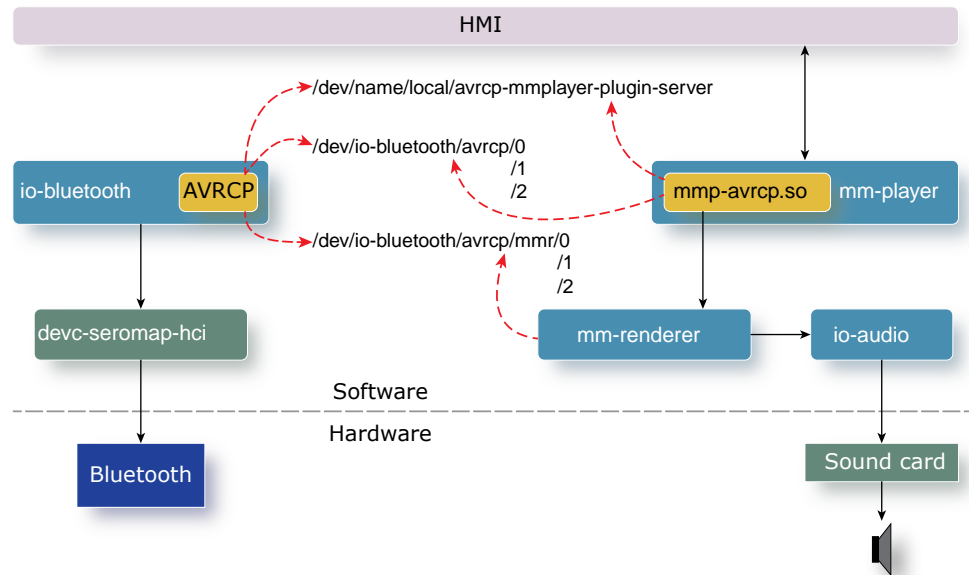 HMI
/dev/name/local/avrcp-mmplayer-plugin-server
/dev/io-bluetooth/avrcp/0
/1
/2
io-bluetooth
AVRCP
mmp-avrcp.so
mm-player
/dev/io-bluetooth/avrcp/mmr/0
/1
/2
devc-seromap-hci
mm-renderer
io-audio
Software
Hardware
Bluetooth
Sound card